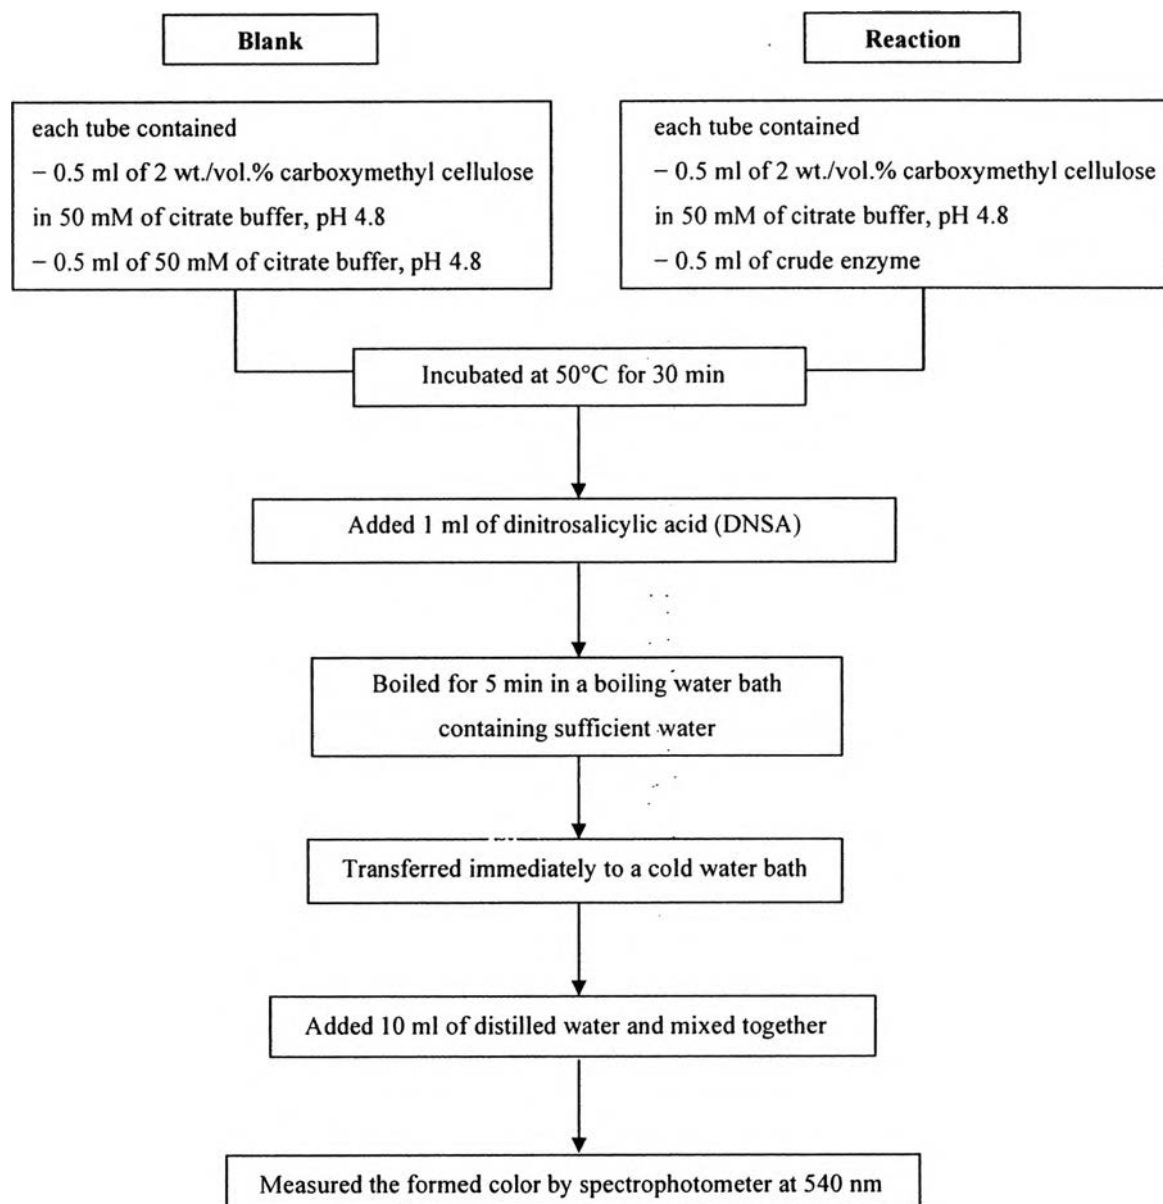 Blank
Reaction
each tube contained
− 0.5 ml of 2 wt./vol.% carboxymethyl cellulose
in 50 mM of citrate buffer, pH 4.8
− 0.5 ml of 50 mM of citrate buffer, pH 4.8
each tube contained
− 0.5 ml of 2 wt./vol.% carboxymethyl cellulose
in 50 mM of citrate buffer, pH 4.8
− 0.5 ml of crude enzyme
Incubated at 50°C for 30 min
Added 1 ml of dinitrosalicylic acid (DNSA)
Boiled for 5 min in a boiling water bath
containing sufficient water
Transferred immediately to a cold water bath
Added 10 ml of distilled water and mixed together
Measured the formed color by spectrophotometer at 540 nm